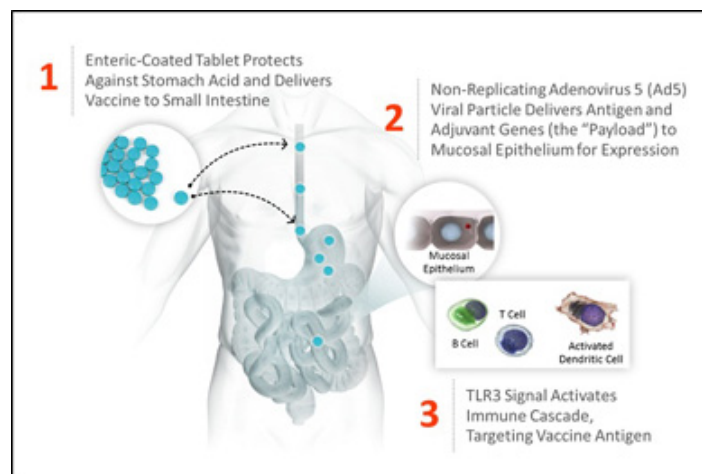 1
Enteric-Coated Tablet Protects
Against Stomach Acid and Delivers
Vaccine to Small Intestine
2
Non-Replicating Adenovirus 5 (Ad5)
Viral Particle Delivers Antigen and
Adjuvant Genes (the “Payload”) to
Mucosal Epithelium for Expression
Mucosal
Epithelium
B Cell
T Cell
Activated
Dendritic Cell
3
TLR3 Signal Activates
Immune Cascade,
Targeting Vaccine Antigen